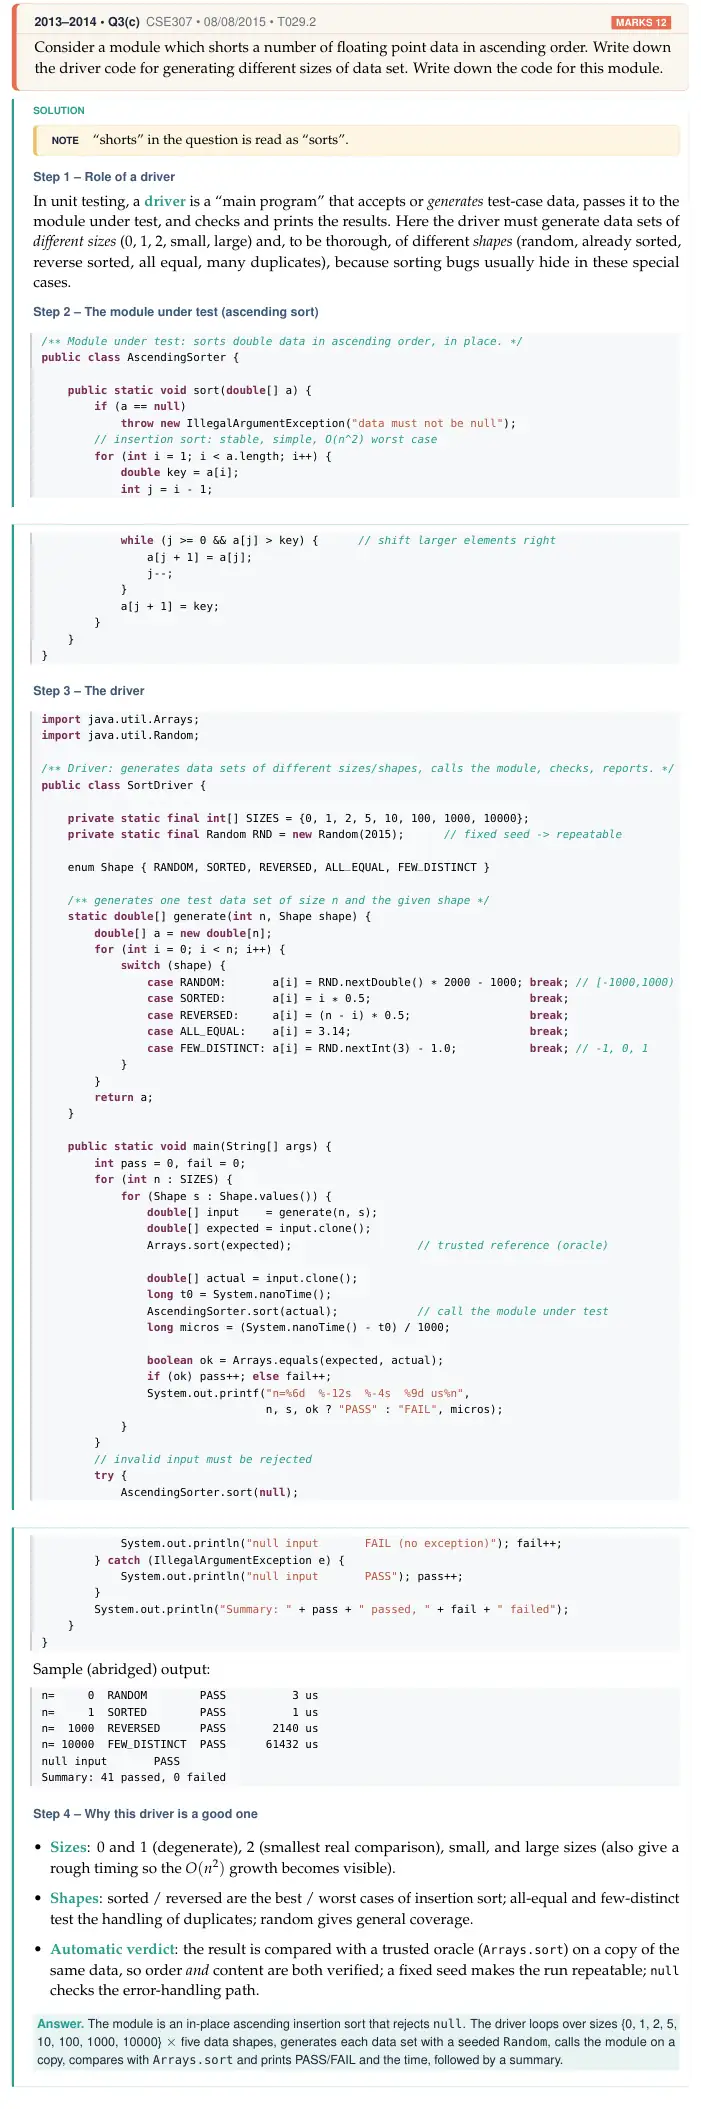 2013–2014 • Q3(c) CSE307 • 08/08/2015 • T029.2 MARKS 12
Consider a module which shorts a number of floating point data in ascending order. Write down
the driver code for generating different sizes of data set. Write down the code for this module.
SOLUTION
NOTE “shorts” in the question is read as “sorts”.
Step 1 – Role of a driver
In unit testing, a driver is a “main program” that accepts or generates test-case data, passes it to the
module under test, and checks and prints the results. Here the driver must generate data sets of
different sizes (0, 1, 2, small, large) and, to be thorough, of different shapes (random, already sorted,
reverse sorted, all equal, many duplicates), because sorting bugs usually hide in these special
cases.
Step 2 – The module under test (ascending sort)
/** Module under test: sorts double data in ascending order, in place. */
public class AscendingSorter {
    public static void sort(double[] a) {
        if (a == null)
            throw new IllegalArgumentException("data must not be null");
        // insertion sort: stable, simple, O(n^2) worst case
        for (int i = 1; i < a.length; i++) {
            double key = a[i];
            int j = i - 1;
            while (j >= 0 && a[j] > key) {      // shift larger elements right
                a[j + 1] = a[j];
                j--;
            }
            a[j + 1] = key;
        }
    }
}
Step 3 – The driver
import java.util.Arrays;
import java.util.Random;
/** Driver: generates data sets of different sizes/shapes, calls the module, checks, reports. */
public class SortDriver {
    private static final int[] SIZES = {0, 1, 2, 5, 10, 100, 1000, 10000};
    private static final Random RND = new Random(2015);      // fixed seed -> repeatable
    enum Shape { RANDOM, SORTED, REVERSED, ALL_EQUAL, FEW_DISTINCT }
    /** generates one test data set of size n and the given shape */
    static double[] generate(int n, Shape shape) {
        double[] a = new double[n];
        for (int i = 0; i < n; i++) {
            switch (shape) {
                case RANDOM:       a[i] = RND.nextDouble() * 2000 - 1000; break; // [-1000,1000)
                case SORTED:       a[i] = i * 0.5;                        break;
                case REVERSED:     a[i] = (n - i) * 0.5;                  break;
                case ALL_EQUAL:    a[i] = 3.14;                           break;
                case FEW_DISTINCT: a[i] = RND.nextInt(3) - 1.0;           break; // -1, 0, 1
            }
        }
        return a;
    }
    public static void main(String[] args) {
        int pass = 0, fail = 0;
        for (int n : SIZES) {
            for (Shape s : Shape.values()) {
                double[] input    = generate(n, s);
                double[] expected = input.clone();
                Arrays.sort(expected);                   // trusted reference (oracle)
                double[] actual = input.clone();
                long t0 = System.nanoTime();
                AscendingSorter.sort(actual);            // call the module under test
                long micros = (System.nanoTime() - t0) / 1000;
                boolean ok = Arrays.equals(expected, actual);
                if (ok) pass++; else fail++;
                System.out.printf("n=%6d  %-12s  %-4s  %9d us%n",
                                  n, s, ok ? "PASS" : "FAIL", micros);
            }
        }
        // invalid input must be rejected
        try {
            AscendingSorter.sort(null);
            System.out.println("null input       FAIL (no exception)"); fail++;
        } catch (IllegalArgumentException e) {
            System.out.println("null input       PASS"); pass++;
        }
        System.out.println("Summary: " + pass + " passed, " + fail + " failed");
    }
}
Sample (abridged) output:
n=     0  RANDOM        PASS          3 us
n=     1  SORTED        PASS          1 us
n=  1000  REVERSED      PASS       2140 us
n= 10000  FEW_DISTINCT  PASS      61432 us
null input       PASS
Summary: 41 passed, 0 failed
Step 4 – Why this driver is a good one
• Sizes: 0 and 1 (degenerate), 2 (smallest real comparison), small, and large sizes (also give a
rough timing so the O(n²) growth becomes visible).
• Shapes: sorted / reversed are the best / worst cases of insertion sort; all-equal and few-distinct
test the handling of duplicates; random gives general coverage.
• Automatic verdict: the result is compared with a trusted oracle (Arrays.sort) on a copy of the
same data, so order and content are both verified; a fixed seed makes the run repeatable; null
checks the error-handling path.
Answer. The module is an in-place ascending insertion sort that rejects null. The driver loops over sizes {0, 1, 2, 5,
10, 100, 1000, 10000} × five data shapes, generates each data set with a seeded Random, calls the module on a
copy, compares with Arrays.sort and prints PASS/FAIL and the time, followed by a summary.